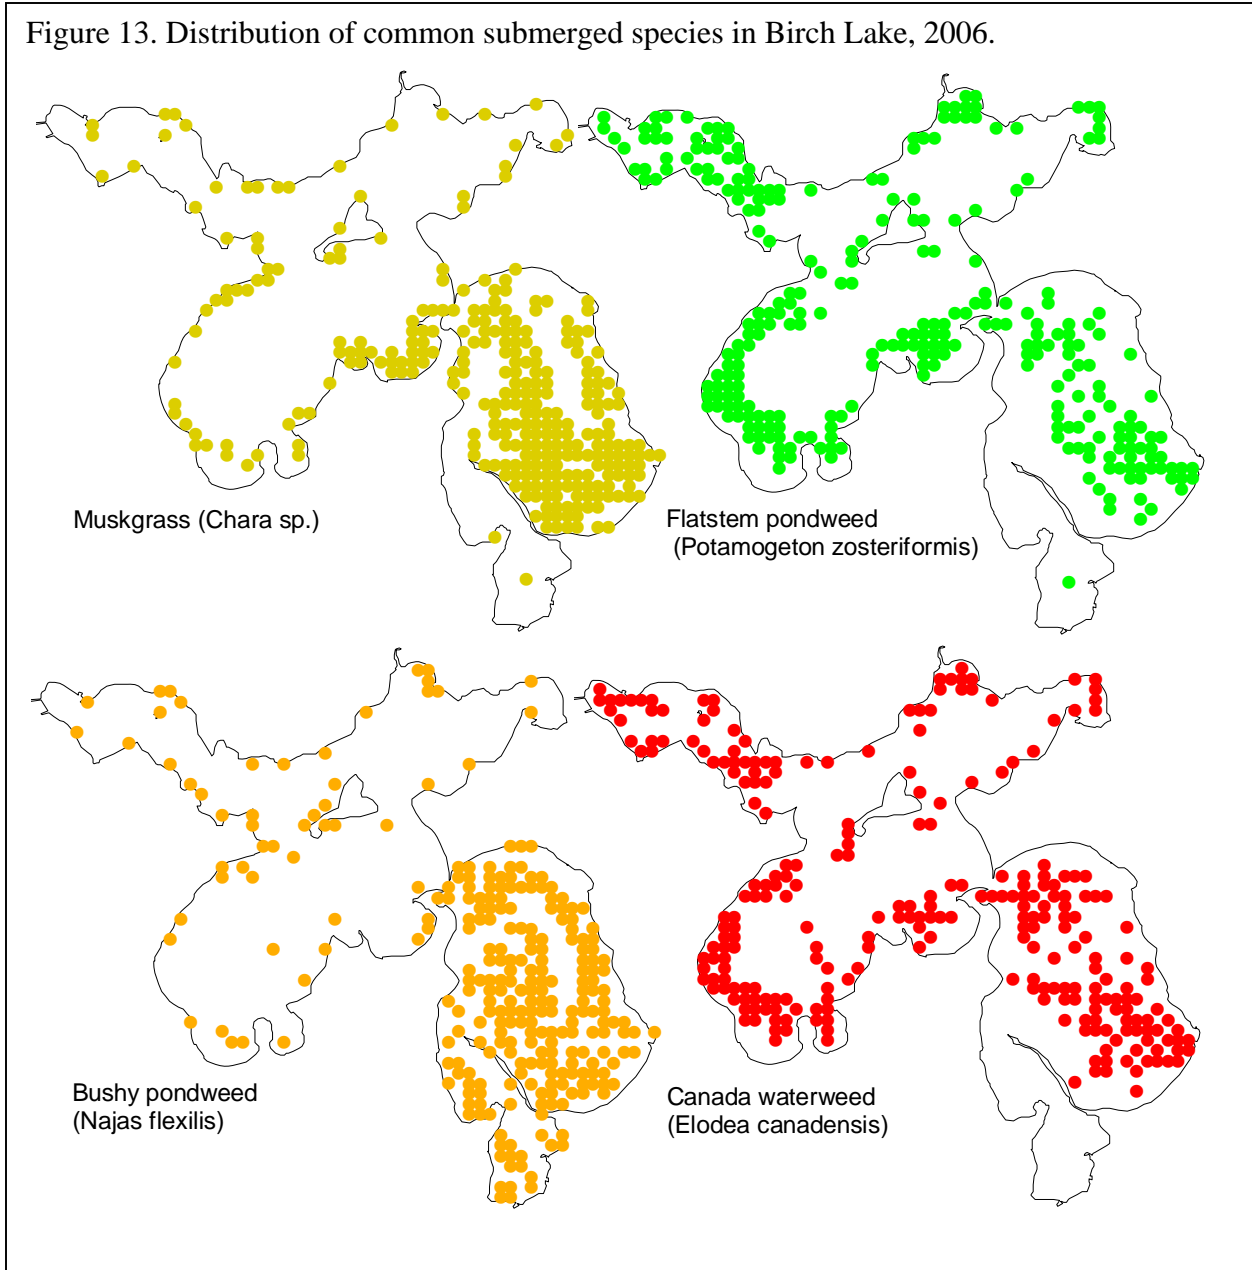 Figure 13. Distribution of common submerged species in Birch Lake, 2006.
Muskgrass (Chara sp.)
Flatstem pondweed
(Potamogeton zosteriformis)
Bushy pondweed
(Najas flexilis)
Canada waterweed
(Elodea canadensis)